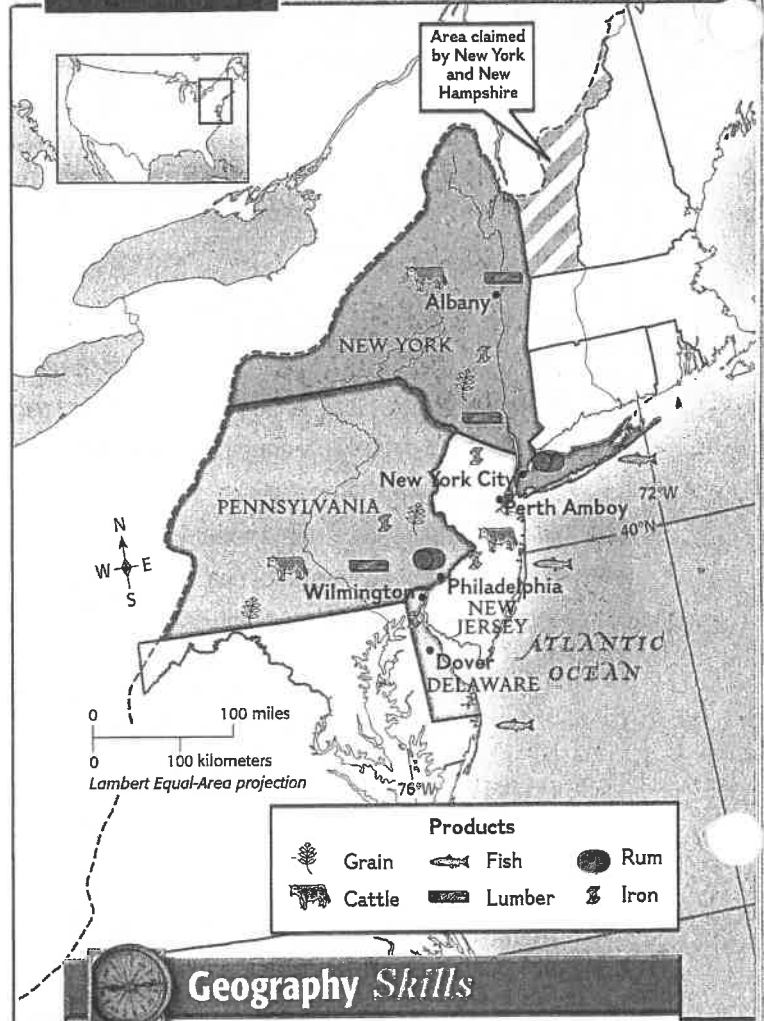 Area claimed
by New York
and New
Hampshire
Albany
NEW YORK
New York City
Perth Amboy
72°W
40°N
PENNSYLVANIA
N
W E
S
Wilmington
Philadelphia
NEW
JERSEY
ATLANTIC
OCEAN
Dover
DELAWARE
0 100 miles
0 100 kilometers
Lambert Equal-Area projection
76°W
Products
Grain Fish Rum
Cattle Lumber Iron
Geography Skills